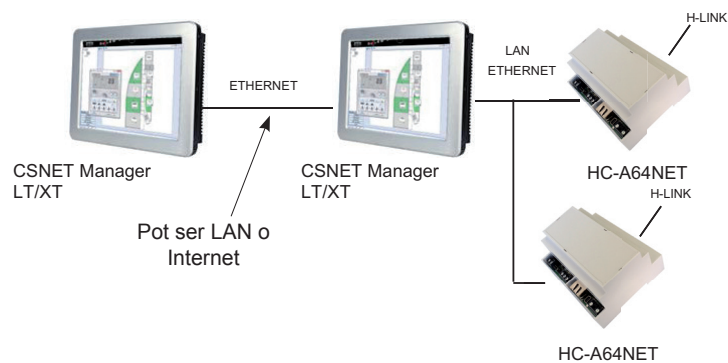 H-LINK
LAN
ETHERNET
ETHERNET
CSNET Manager
LT/XT
CSNET Manager
LT/XT
HC-A64NET
H-LINK
Pot ser LAN o
Internet
HC-A64NET